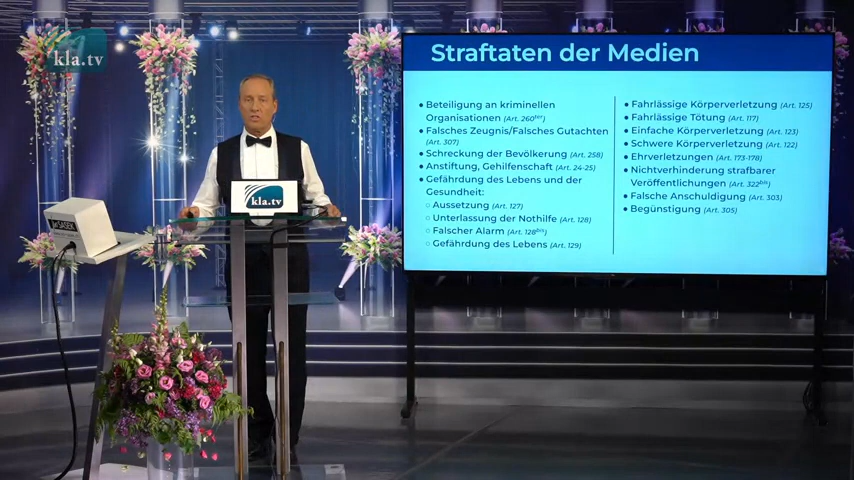 kla.tv
Straftaten der Medien
● Beteiligung an kriminellen
Organisationen (Art. 260ter)
● Falsches Zeugnis/Falsches Gutachten
(Art. 307)
● Schreckung der Bevölkerung (Art. 258)
● Anstiftung, Gehilfenschaft (Art. 24-25)
● Gefährdung des Lebens und der
Gesundheit:
○ Aussetzung (Art. 127)
○ Unterlassung der Nothilfe (Art. 128)
○ Falscher Alarm (Art. 128bis)
○ Gefährdung des Lebens (Art. 129)
● Fahrlässige Körperverletzung (Art. 125)
● Fahrlässige Tötung (Art. 117)
● Einfache Körperverletzung (Art. 123)
● Schwere Körperverletzung (Art. 122)
● Ehrverletzungen (Art. 173-178)
● Nichtverhinderung strafbarer
Veröffentlichungen (Art. 322bis)
● Falsche Anschuldigung (Art. 303)
● Begünstigung (Art. 305)
kla.tv
SASEK